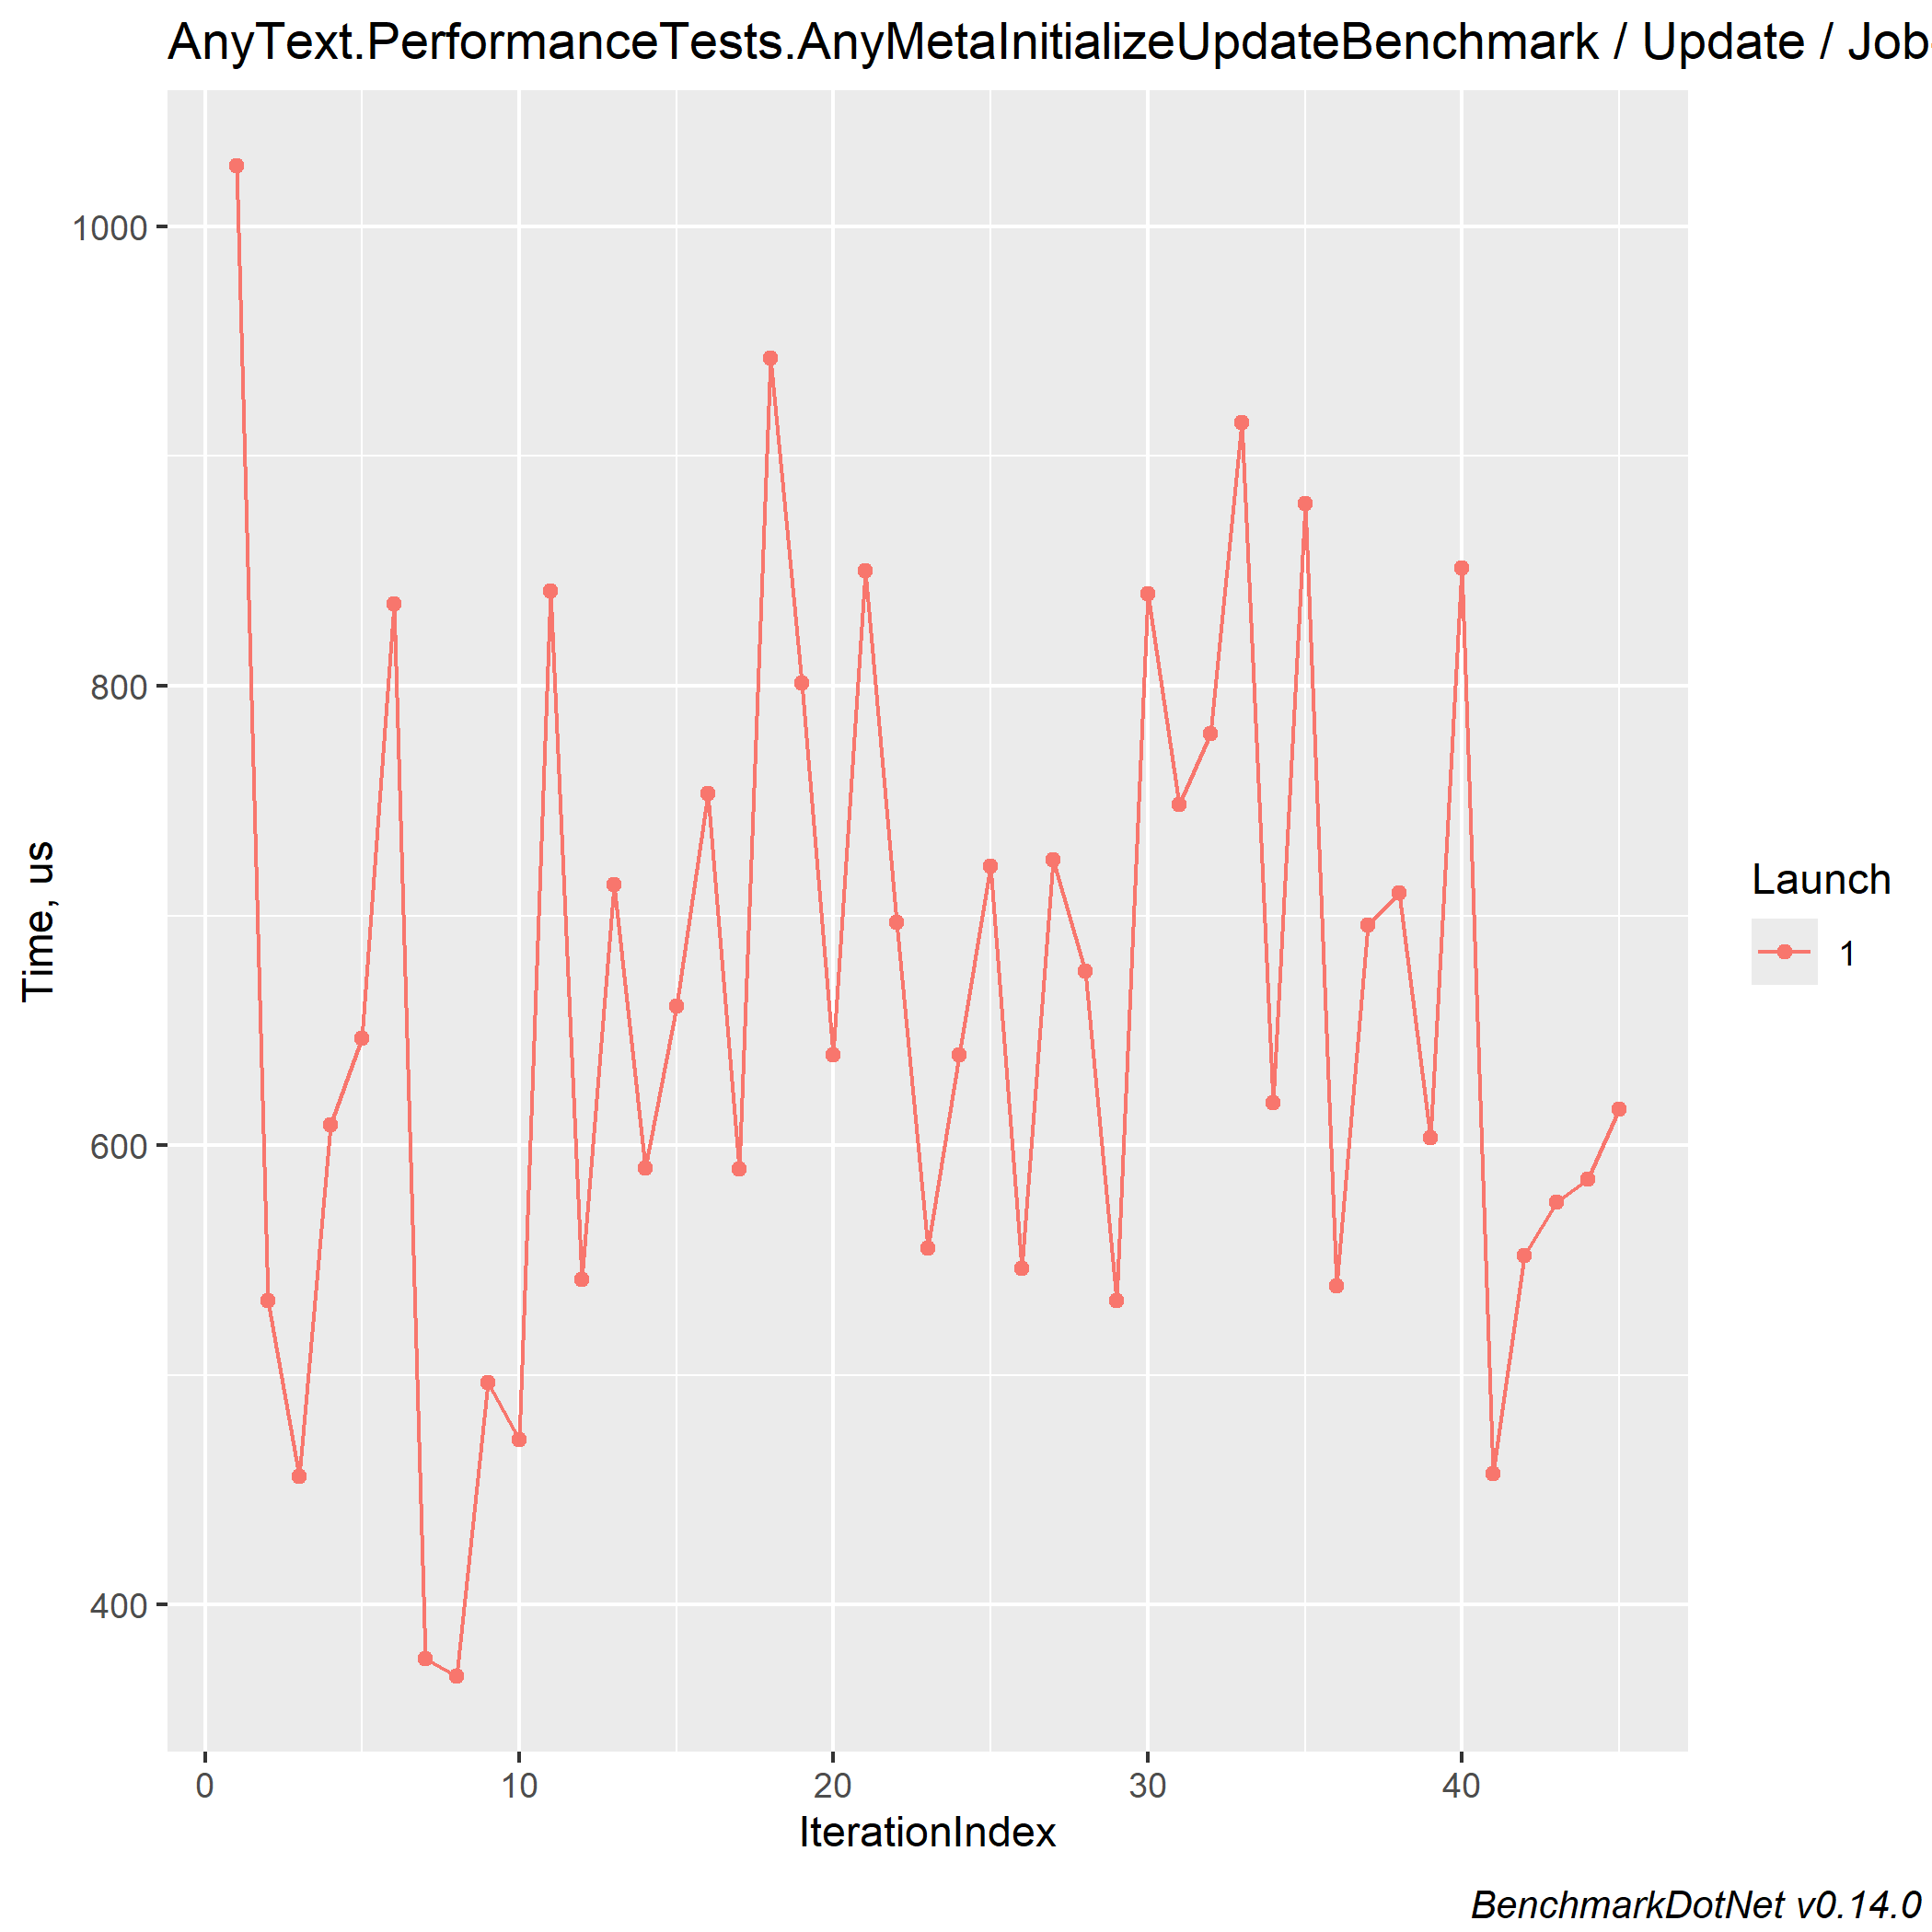 AnyText.PerformanceTests.AnyMetaInitializeUpdateBenchmark / Update / Job
1000
800
600
400
Time, us
0 10 20 30 40
IterationIndex
Launch
1
BenchmarkDotNet v0.14.0